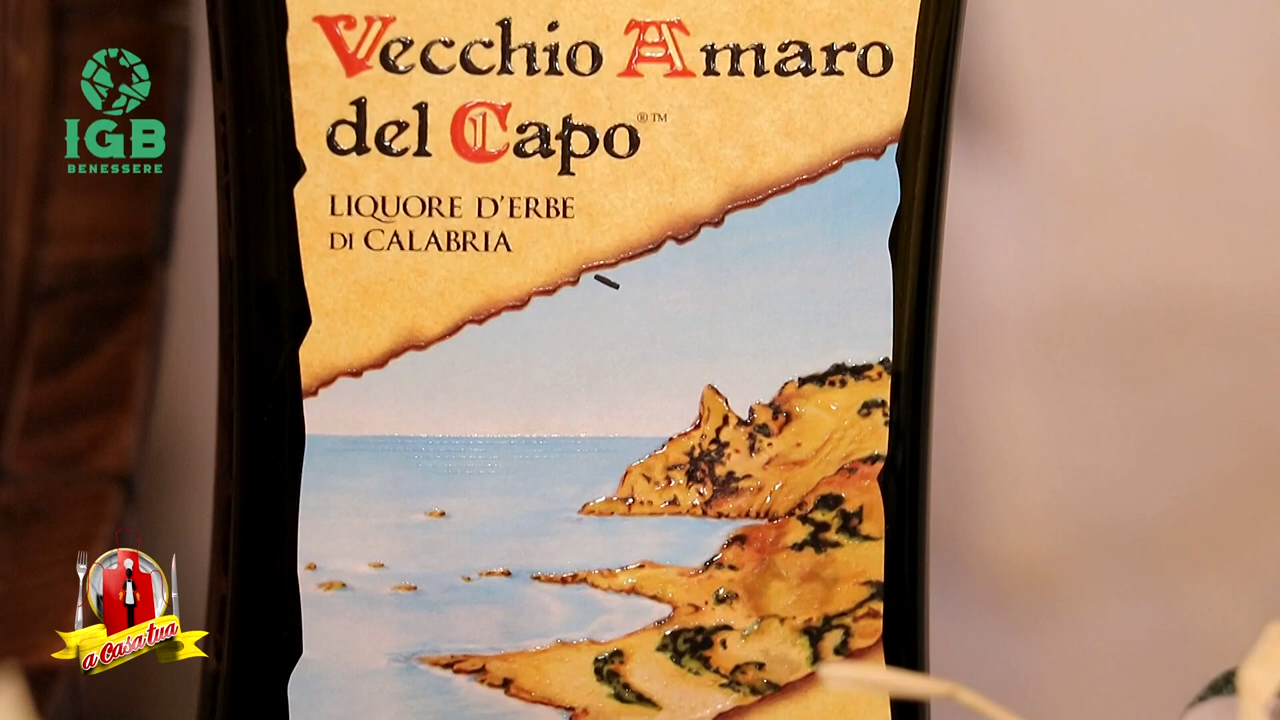 Vecchio Amaro
del Capo®™
LIQUORE D'ERBE
DI CALABRIA
IGB
BENESSERE
a Casa tua